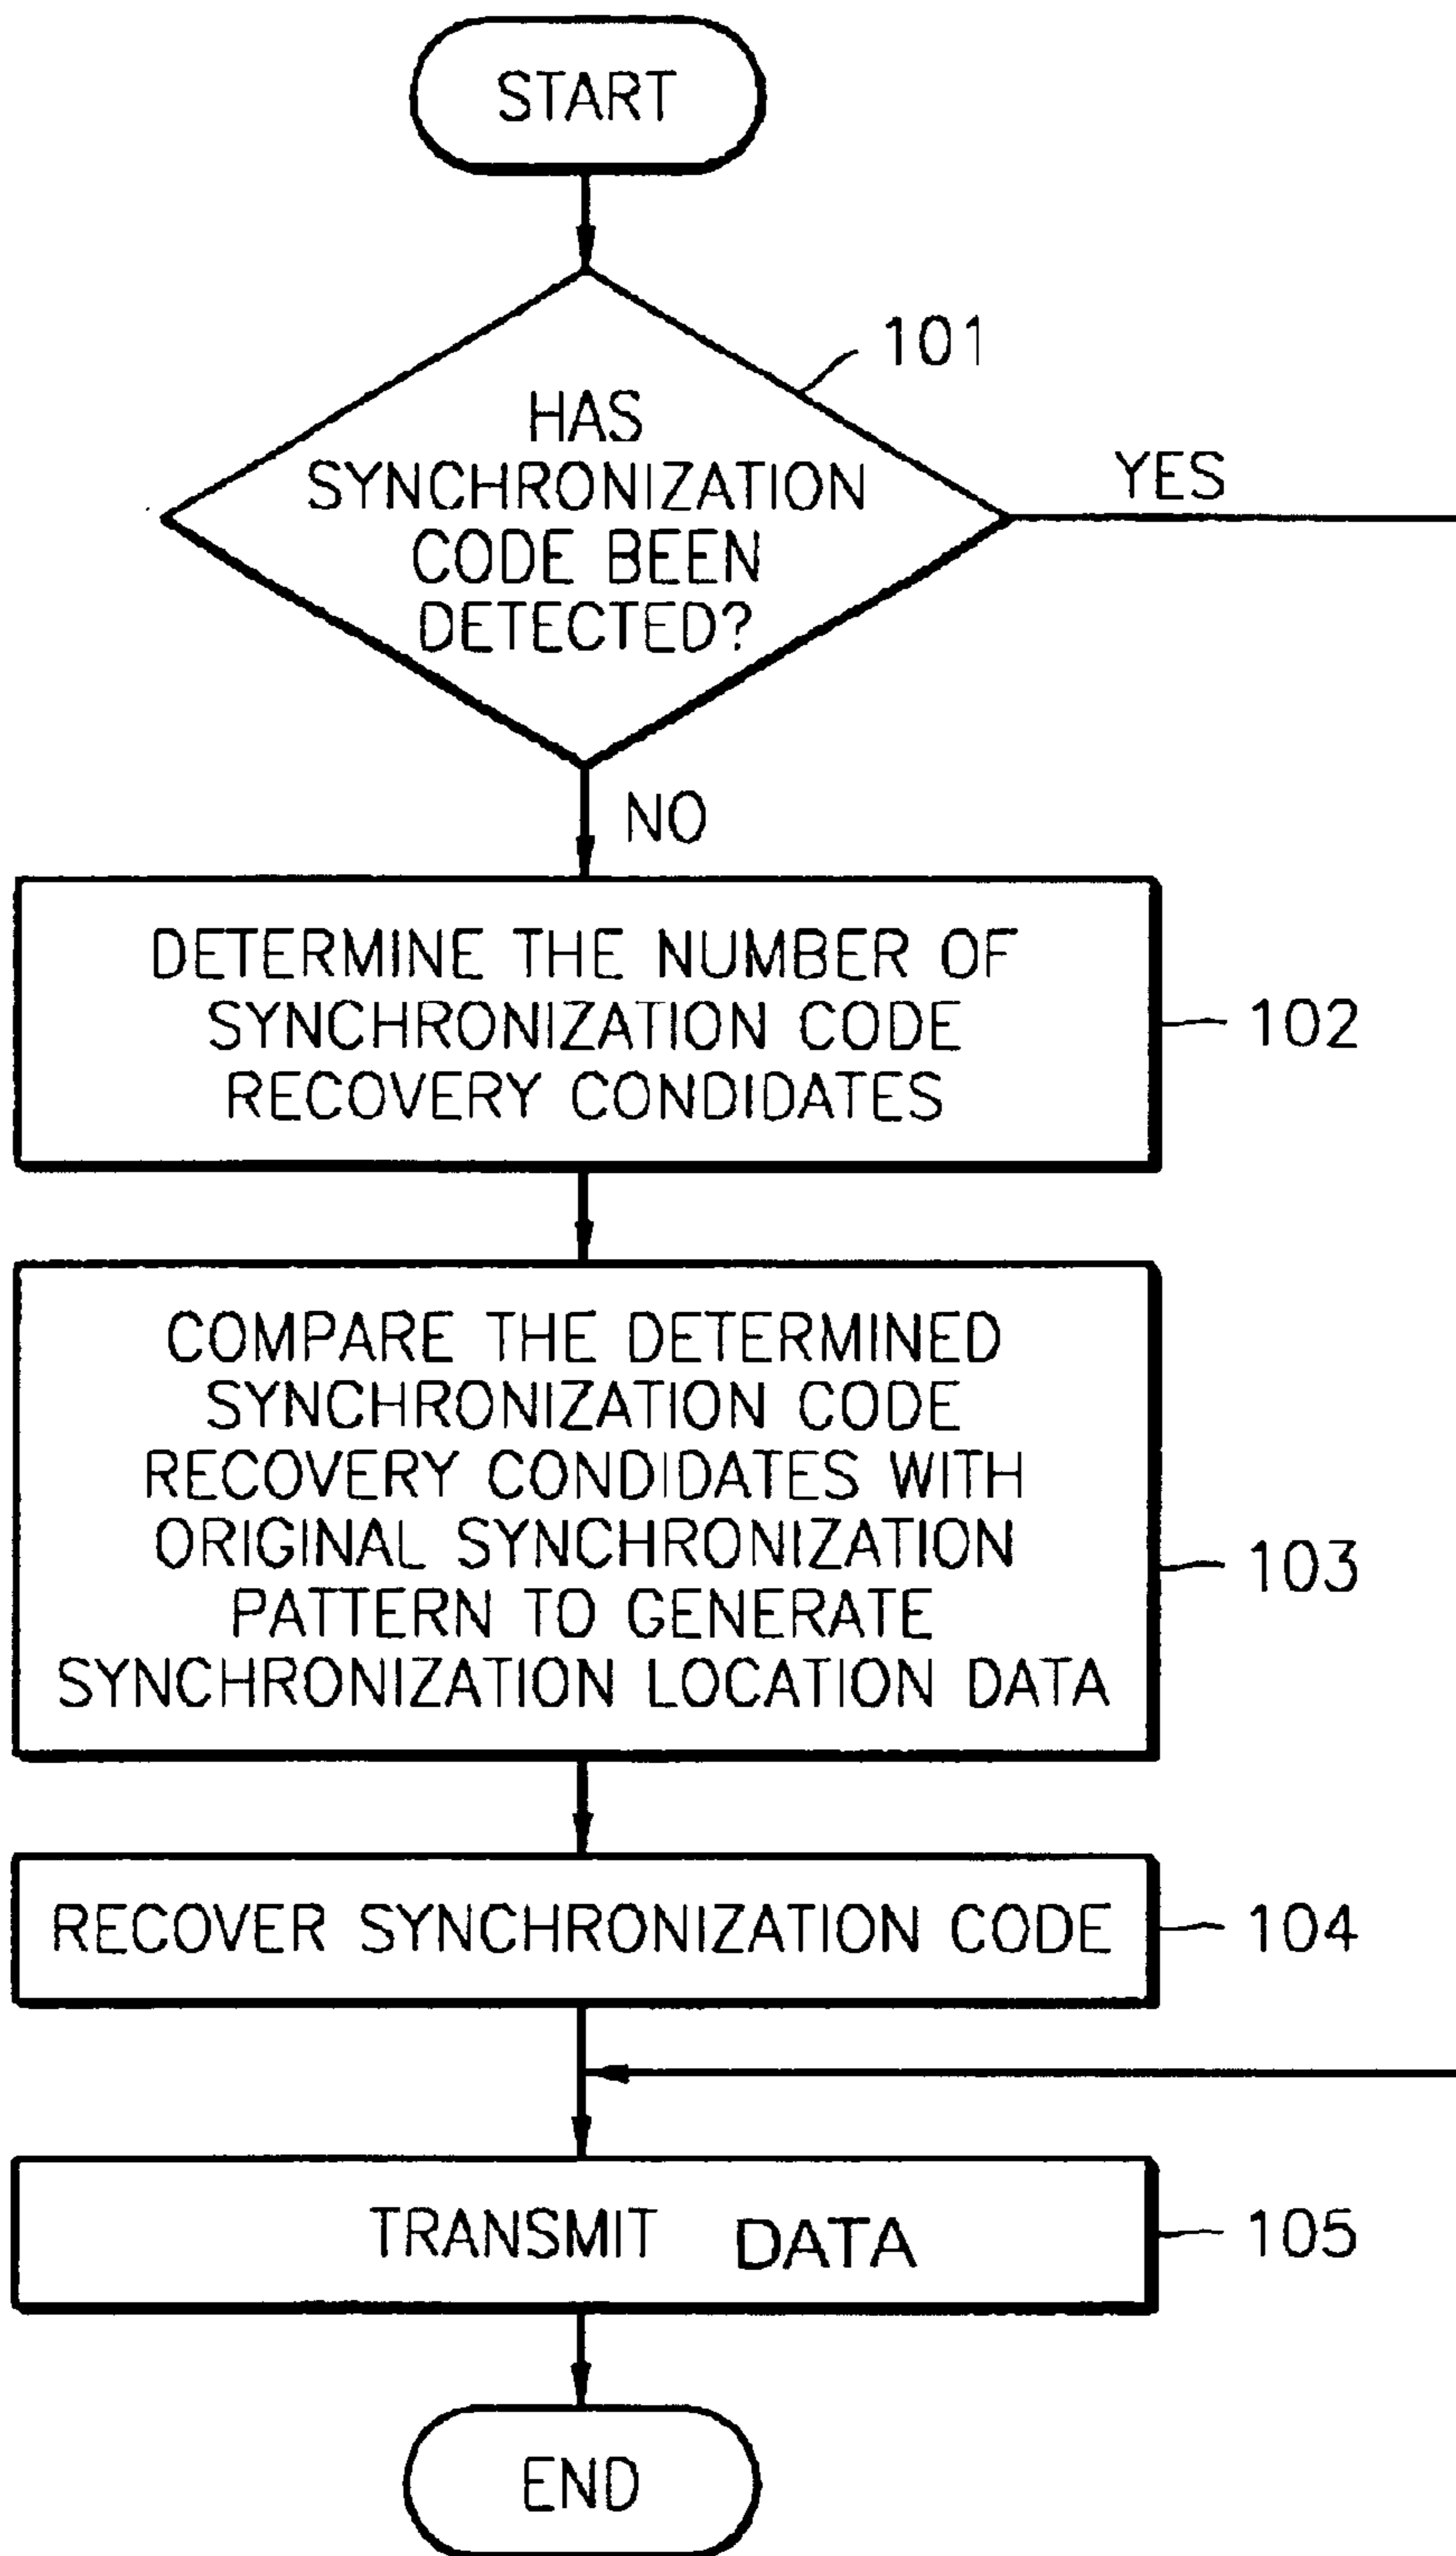 START
101
HAS
SYNCHRONIZATION
CODE BEEN
DETECTED?
YES
NO
DETERMINE THE NUMBER OF
SYNCHRONIZATION CODE
RECOVERY CONDIDATES
102
COMPARE THE DETERMINED
SYNCHRONIZATION CODE
RECOVERY CONDIDATES WITH
ORIGINAL SYNCHRONIZATION
PATTERN TO GENERATE
SYNCHRONIZATION LOCATION DATA
103
RECOVER SYNCHRONIZATION CODE
104
TRANSMIT DATA
105
END